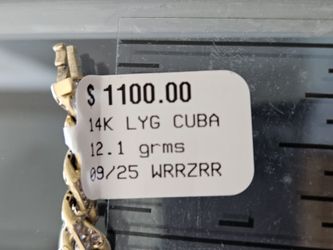 $ 1100.00
14K LYG CUBA
12.1 grms
09/25 WRRZRR